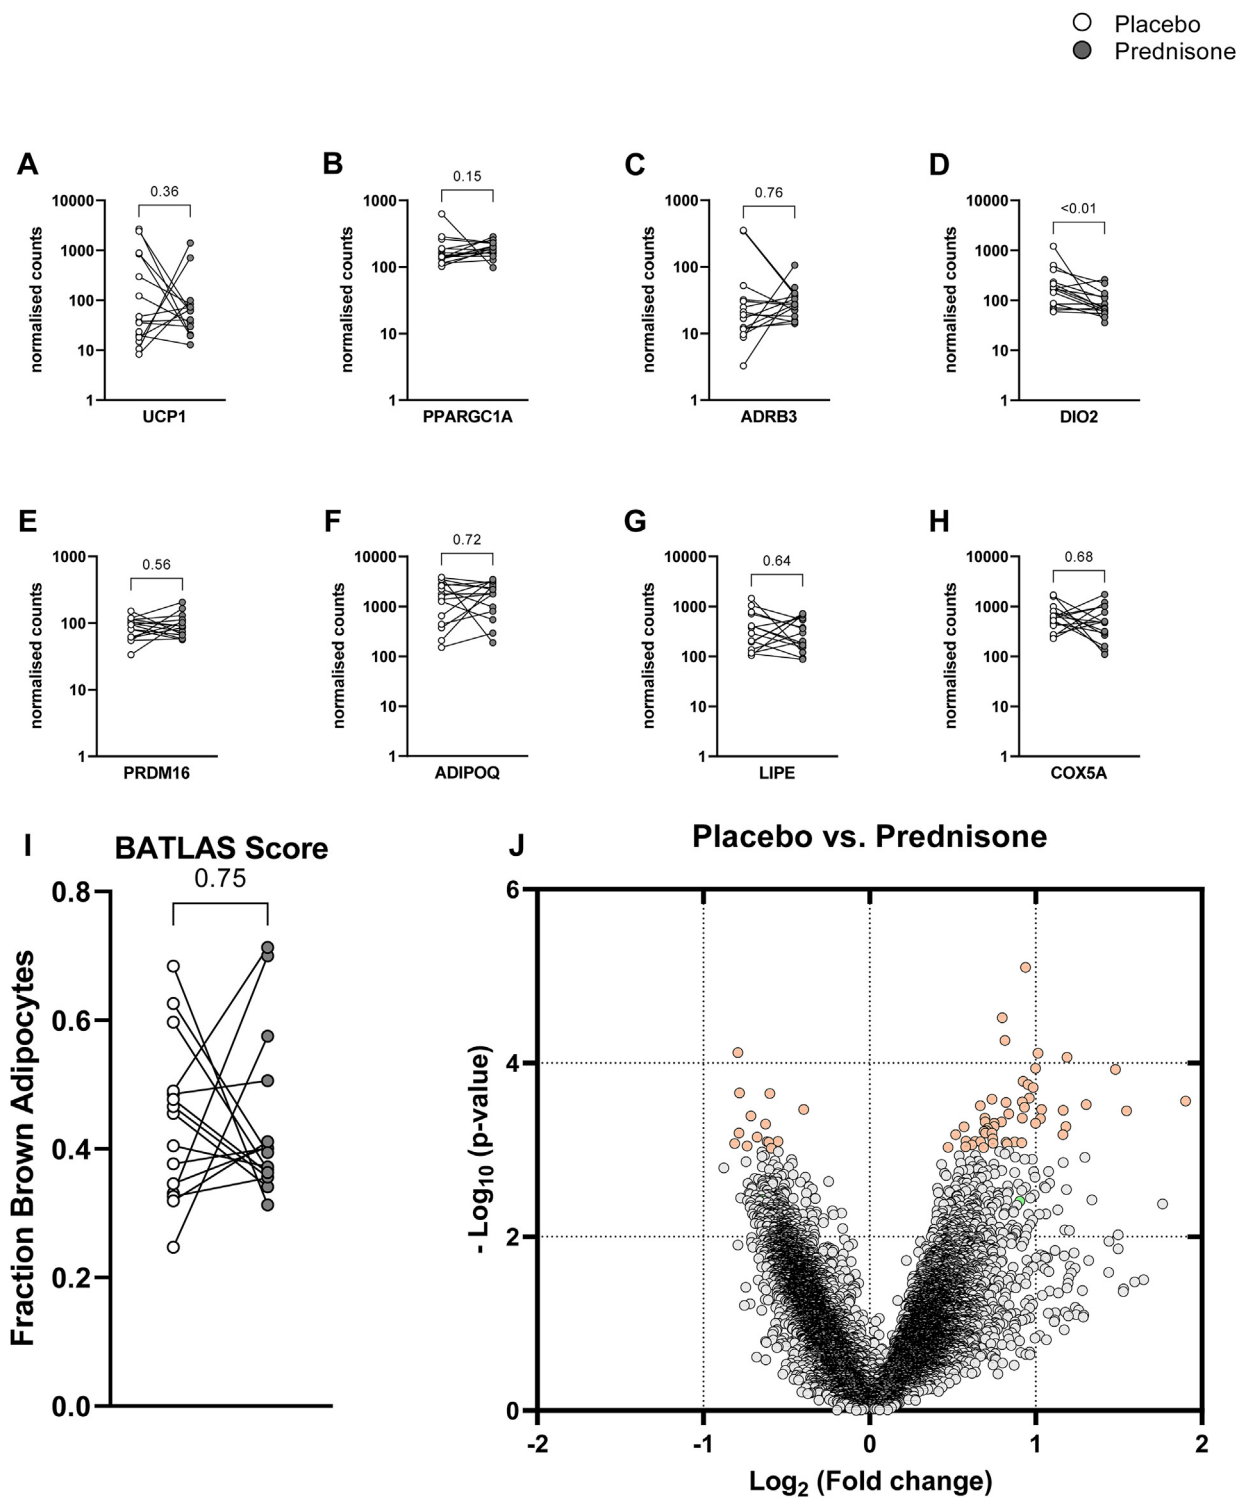 Placebo
Prednisone
A
0.36
10000
1000
100
10
1
normalised counts
UCP1
B
0.15
1000
100
10
1
normalised counts
PPARGC1A
C
0.76
1000
100
10
1
normalised counts
ADRB3
D
<0.01
10000
1000
100
10
1
normalised counts
DIO2
E
0.56
1000
100
10
1
normalised counts
PRDM16
F
0.72
10000
1000
100
10
1
normalised counts
ADIPOQ
G
0.64
10000
1000
100
10
1
normalised counts
LIPE
H
0.68
10000
1000
100
10
1
normalised counts
COX5A
I
BATLAS Score
0.75
0.8
0.6
0.4
0.2
0.0
Fraction Brown Adipocytes
J
Placebo vs. Prednisone
6
4
2
0
- Log10 (p-value)
-2 -1 0 1 2
Log2 (Fold change)